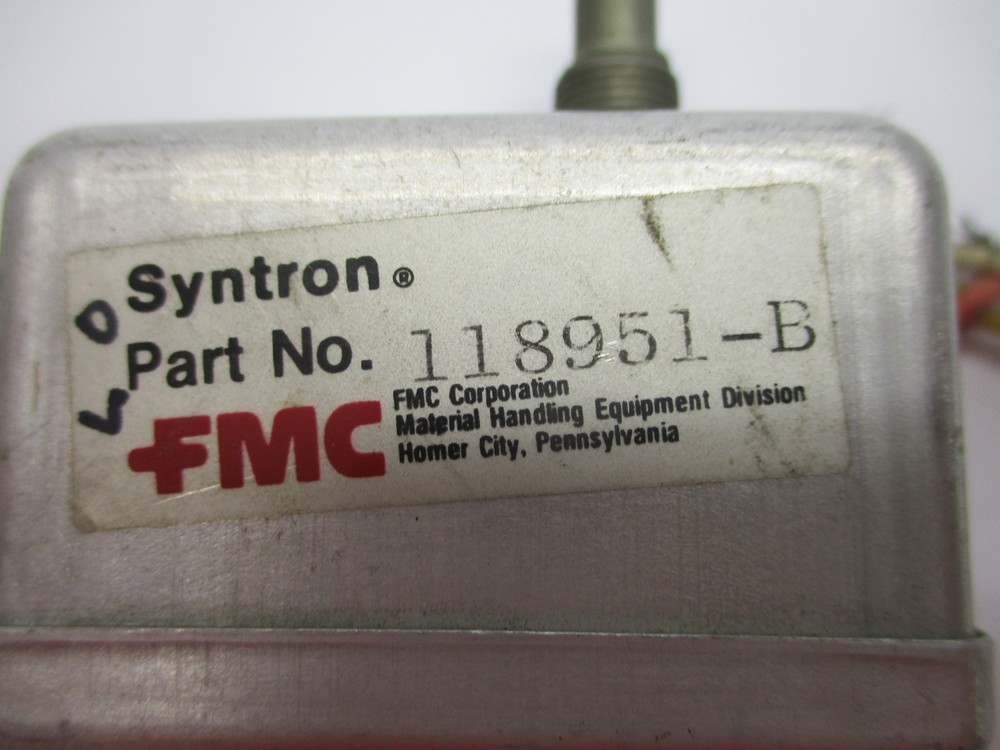 Syntron®
Part No. 118951-B
FMC
FMC Corporation
Material Handling Equipment Division
Homer City, Pennsylvania